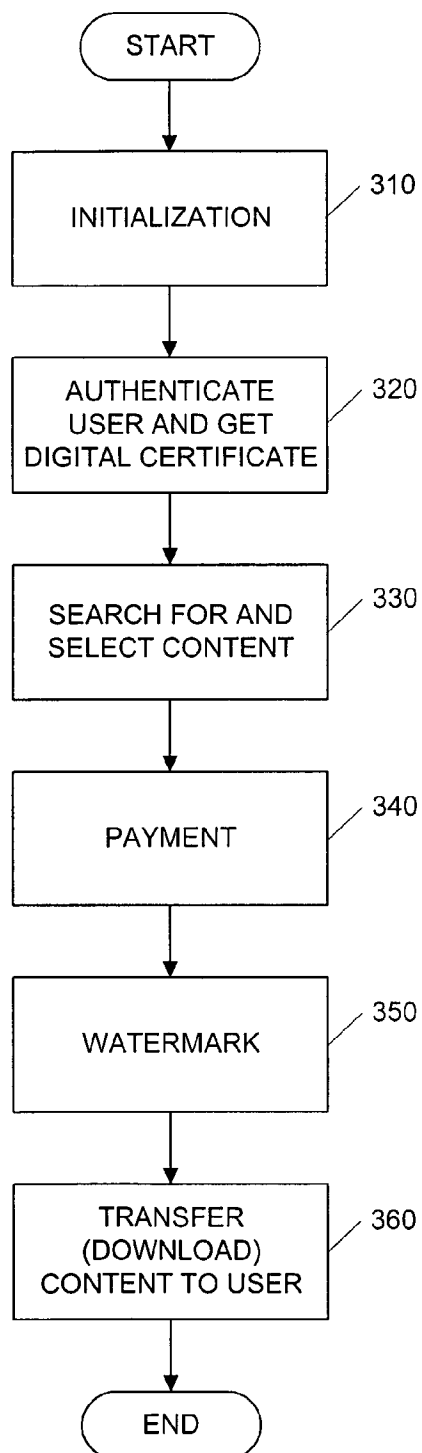 START
INITIALIZATION
310
AUTHENTICATE
USER AND GET
DIGITAL CERTIFICATE
320
SEARCH FOR AND
SELECT CONTENT
330
PAYMENT
340
WATERMARK
350
TRANSFER
(DOWNLOAD)
CONTENT TO USER
360
END